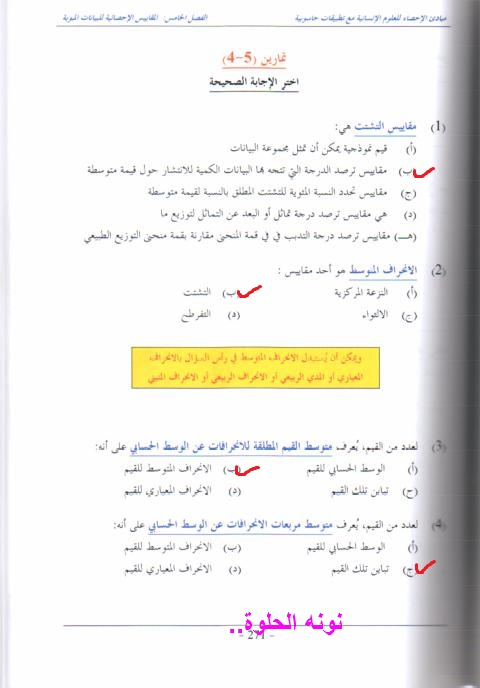 مبادئ الإحصاء للعلوم الإنسانية مع تطبيقات حاسوبية الفصل الخامس: المقاييس الإحصائية للبيانات المبوبة
تمارين (5-4)
اختر الإجابة الصحيحة
(1) مقاييس التشتت هي:
(أ) قيم نموذجية يمكن أن تمثل مجموعة البيانات
(ب) مقاييس ترصد الدرجة التي تتجه بها البيانات الكمية للانتشار حول قيمة متوسطة
(ج) مقاييس تحدد النسبة المئوية للتشتت المطلق بالنسبة لقيمة متوسطة
(د) هي مقاييس ترصد درجة تماثل أو البعد عن التماثل لتوزيع ما
(هـ) مقاييس ترصد درجة التدبب في في قمة المنحنى مقارنة بقمة منحنى التوزيع الطبيعي
(2) الانحراف المتوسط هو أحد مقاييس :
(أ) النزعة المركزية (ب) التشتت
(ج) الالتواء (د) التفرطح
ويمكن أن يُستبدل الانحراف المتوسط في رأس السؤال بالانحراف
المعياري أو المدى الربيعي أو الانحراف الربيعي أو الانحراف المئيني
(3) لعدد من القيم، يُعرف متوسط القيم المطلقة للانحرافات عن الوسط الحسابي على أنه:
(أ) الوسط الحسابي للقيم (ب) الانحراف المتوسط للقيم
(ج) تباين تلك القيم (د) الانحراف المعياري للقيم
(4) لعدد من القيم، يُعرف متوسط مربعات الانحرافات عن الوسط الحسابي على أنه:
(أ) الوسط الحسابي للقيم (ب) الانحراف المتوسط للقيم
(ج) تباين تلك القيم (د) الانحراف المعياري للقيم
نونه الحلوة..
- 271 -